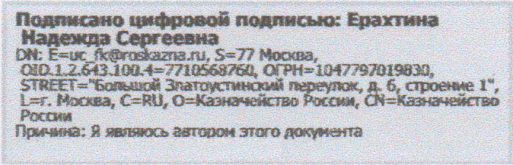 Подписано цифровой подписью: Ерахтина
Надежда Сергеевна
DN: E=uc_fk@roskazna.ru, S=77 Москва,
OID.1.2.643.100.4=7710568760, ОГРН=1047797019830,
STREET="Большой Златоустинский переулок, д. 6, строение 1",
L=г. Москва, C=RU, O=Казначейство России, CN=Казначейство
России
Причина: Я являюсь автором этого документа